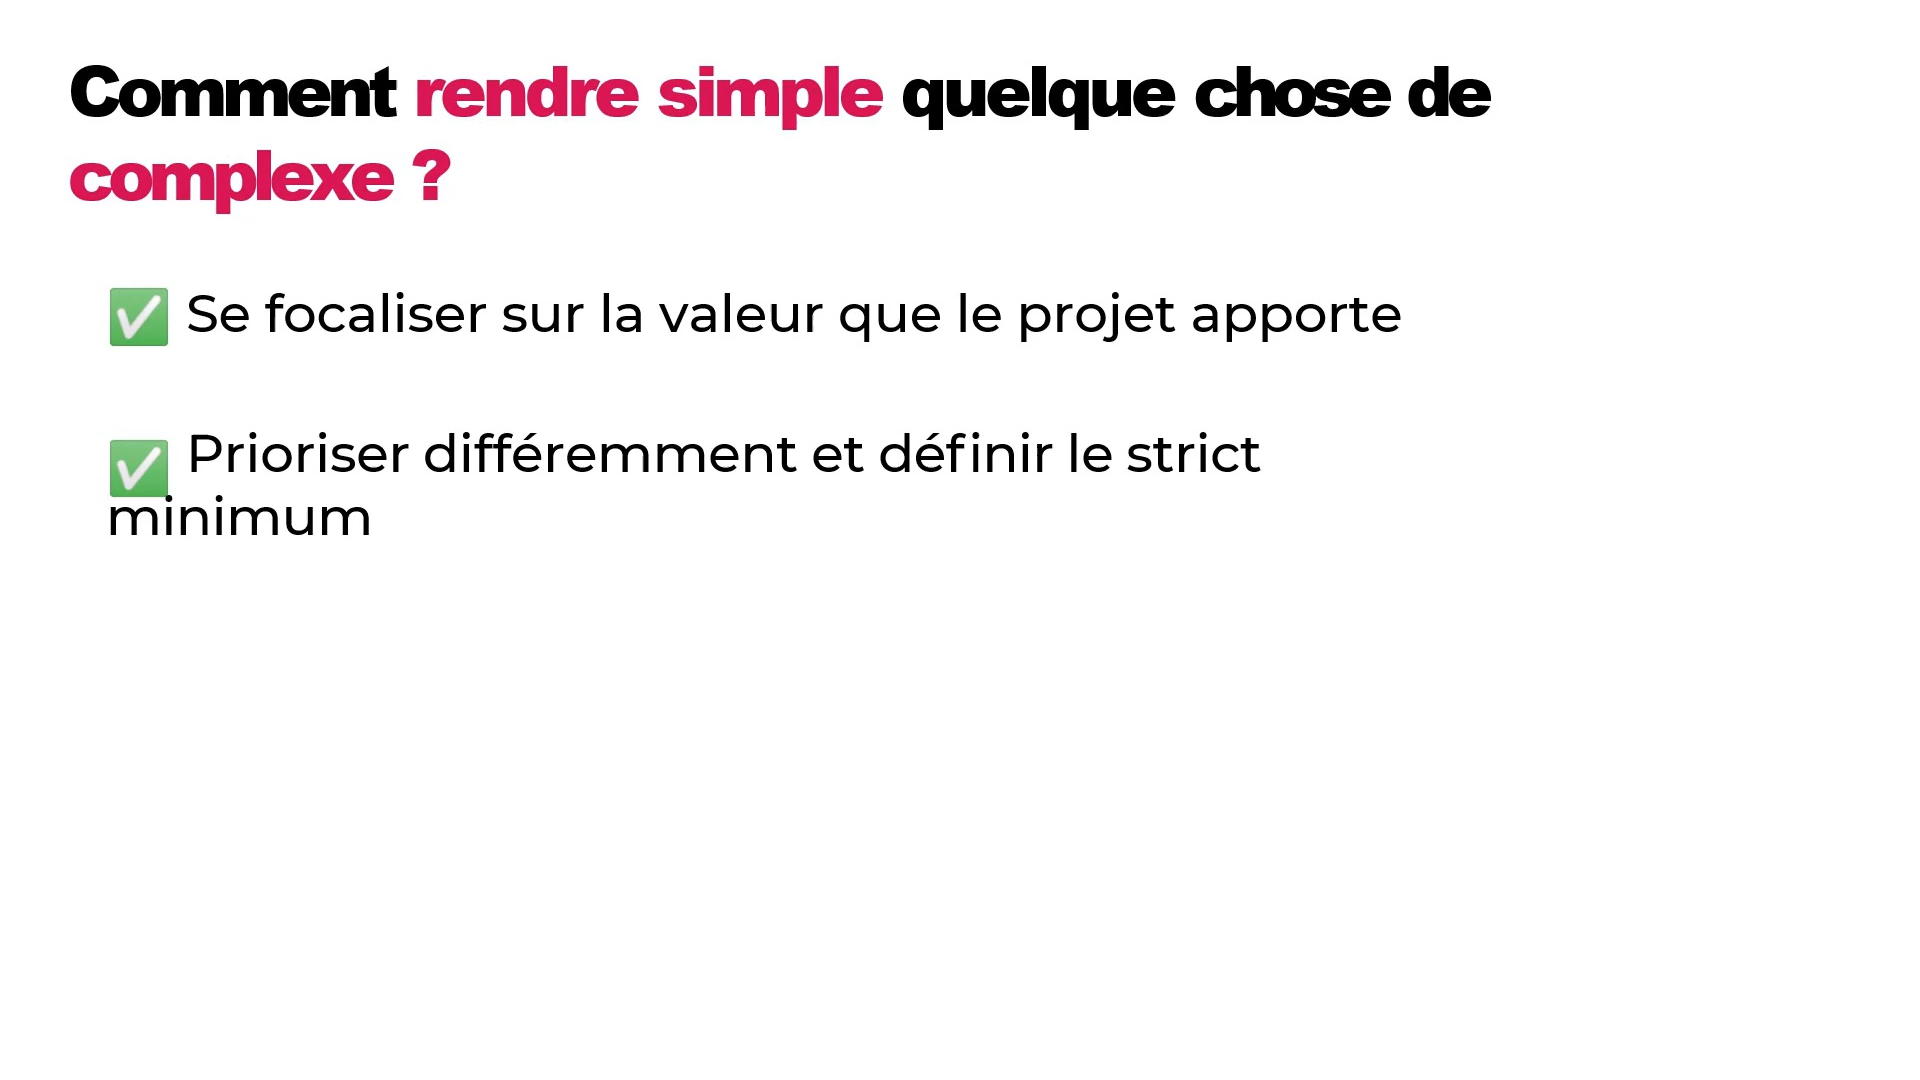 Comment rendre simple quelque chose de
complexe ?
✅ Se focaliser sur la valeur que le projet apporte
✅ Prioriser différemment et définir le strict
minimum